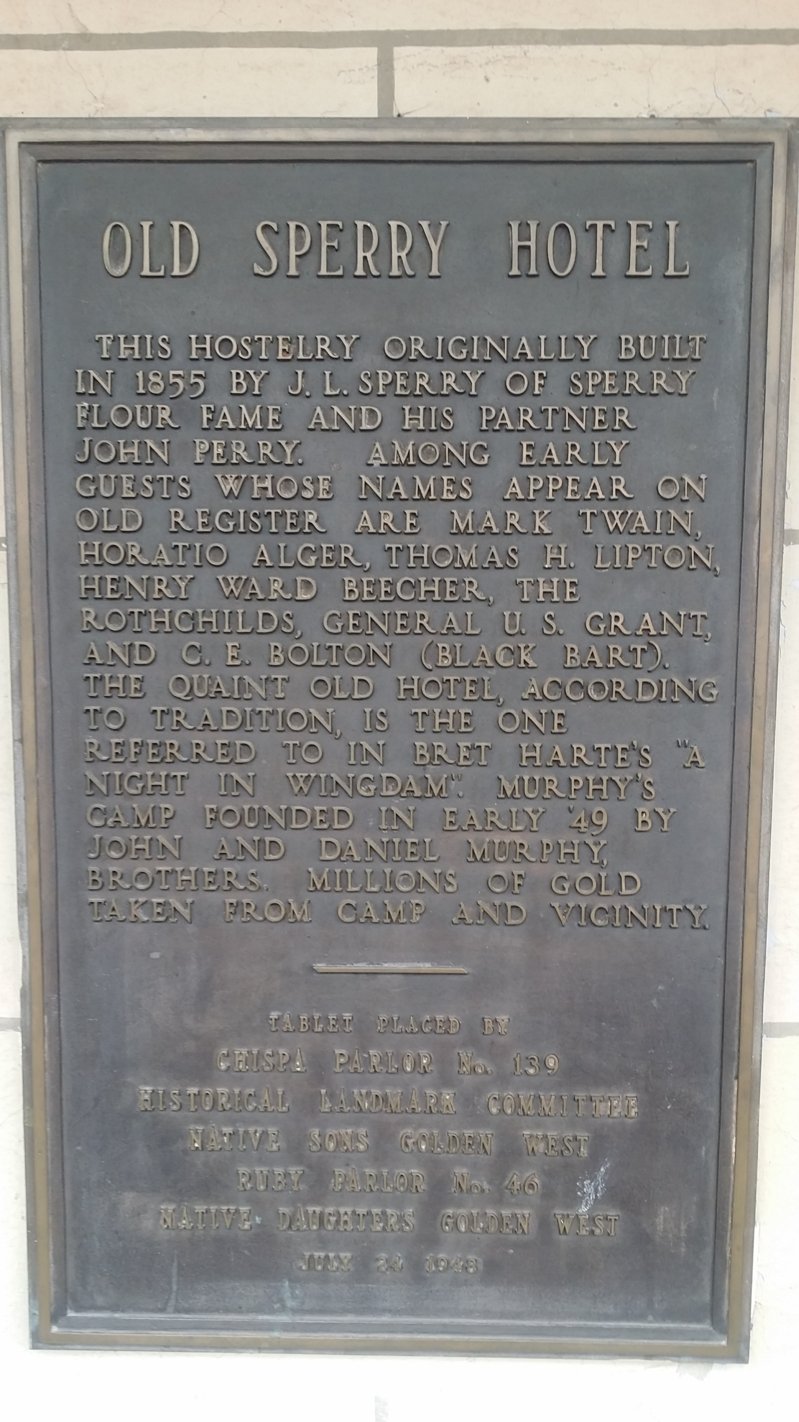 OLD SPERRY HOTEL
THIS HOSTELRY ORIGINALLY BUILT
IN 1855 BY J. L. SPERRY OF SPERRY
FLOUR FAME AND HIS PARTNER
JOHN PERRY. AMONG EARLY
GUESTS WHOSE NAMES APPEAR ON
OLD REGISTER ARE MARK TWAIN,
HORATIO ALGER, THOMAS H. LIPTON,
HENRY WARD BEECHER, THE
ROTHCHILDS, GENERAL U. S. GRANT,
AND C. E. BOLTON (BLACK BART).
THE QUAINT OLD HOTEL, ACCORDING
TO TRADITION, IS THE ONE
REFERRED TO IN BRET HARTE'S "A
NIGHT IN WINGDAM". MURPHY'S
CAMP FOUNDED IN EARLY '49 BY
JOHN AND DANIEL MURPHY,
BROTHERS. MILLIONS OF GOLD
TAKEN FROM CAMP AND VICINITY.
TABLET PLACED BY
CHISPA PARLOR No. 139
HISTORICAL LANDMARK COMMITTEE
NATIVE SONS GOLDEN WEST
RUBY PARLOR No. 46
NATIVE DAUGHTERS GOLDEN WEST
JULY 24 1948